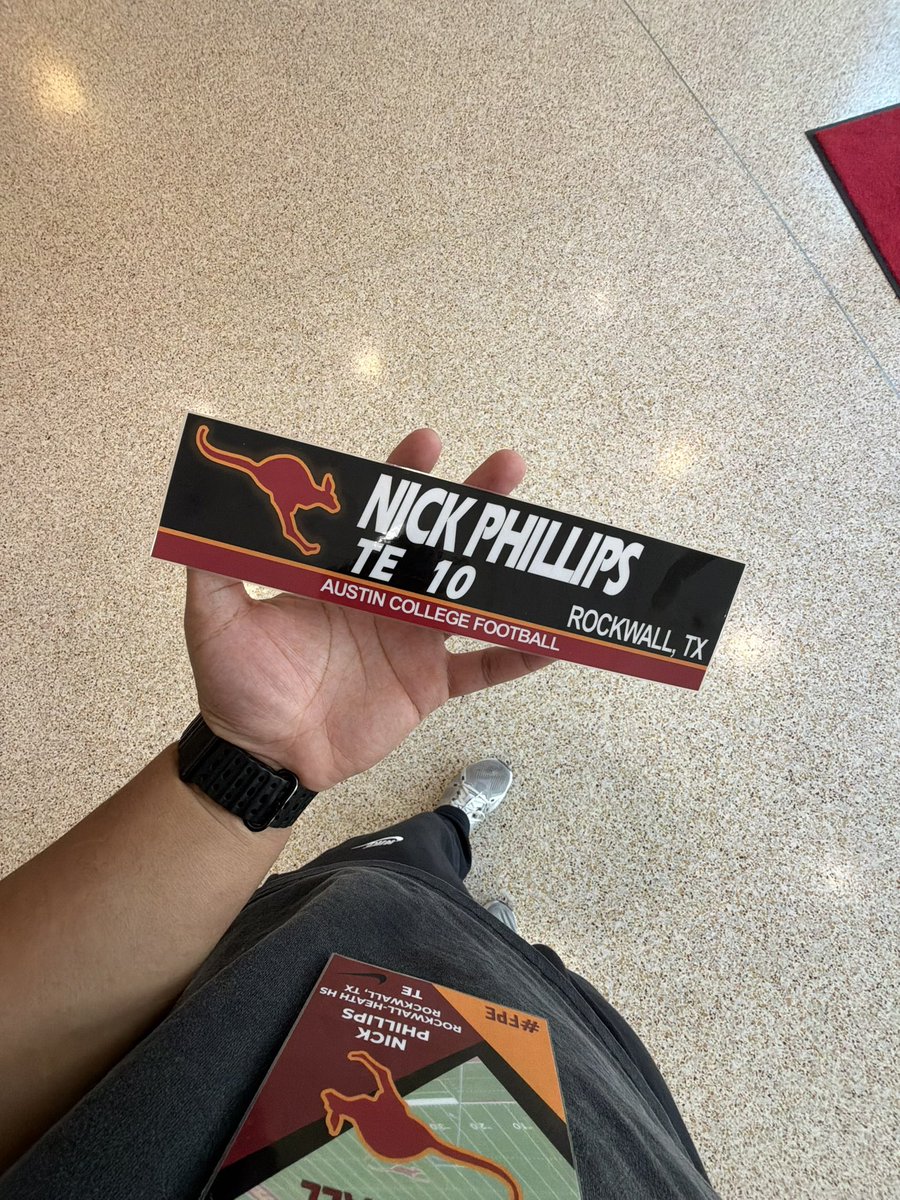 NICK PHILLIPS
TE 10
ROCKWALL, TX
AUSTIN COLLEGE FOOTBALL
#FPE
NICK
PHILLIPS
ROCKWALL-HEATH HS
ROCKWALL, TX
TE